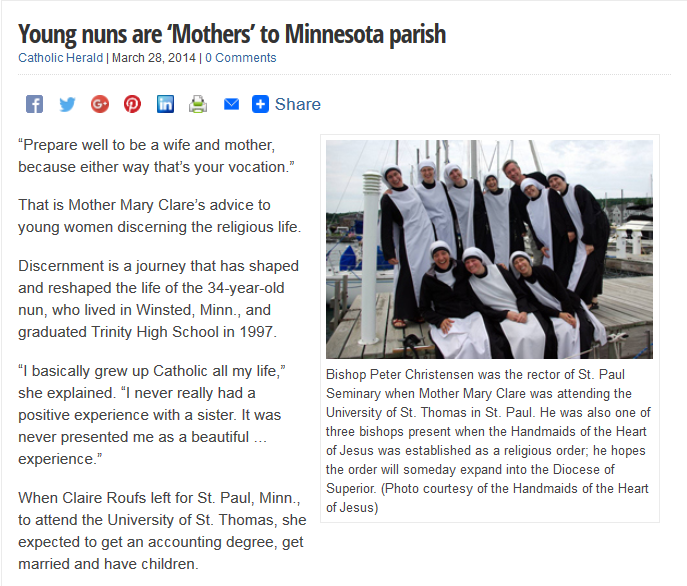 Young nuns are ‘Mothers’ to Minnesota parish
Catholic Herald | March 28, 2014 | 0 Comments
Share
“Prepare well to be a wife and mother,
because either way that’s your vocation.”
That is Mother Mary Clare’s advice to
young women discerning the religious life.
Discernment is a journey that has shaped
and reshaped the life of the 34-year-old
nun, who lived in Winsted, Minn., and
graduated Trinity High School in 1997.
“I basically grew up Catholic all my life,”
she explained. “I never really had a
positive experience with a sister. It was
never presented me as a beautiful …
experience.”
When Claire Roufs left for St. Paul, Minn.,
to attend the University of St. Thomas, she
expected to get an accounting degree, get
married and have children.
Bishop Peter Christensen was the rector of St. Paul
Seminary when Mother Mary Clare was attending the
University of St. Thomas in St. Paul. He was also one of
three bishops present when the Handmaids of the Heart
of Jesus was established as a religious order; he hopes
the order will someday expand into the Diocese of
Superior. (Photo courtesy of the Handmaids of the Heart
of Jesus)